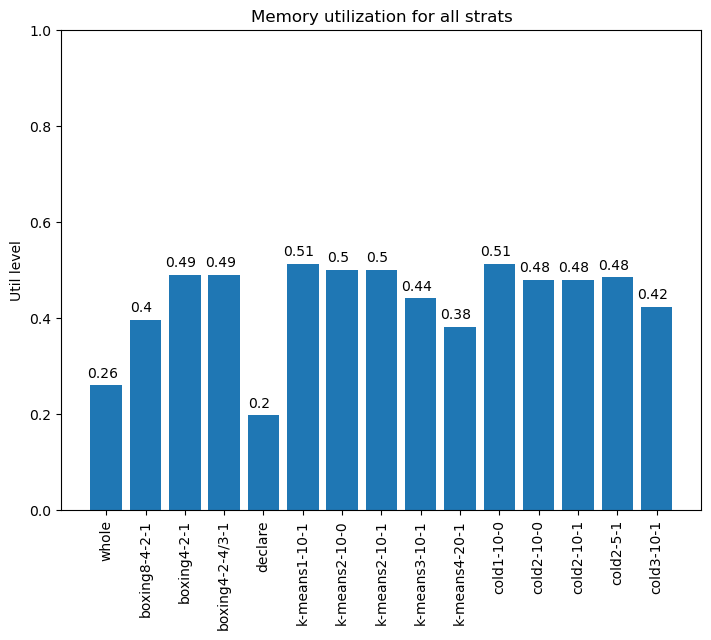 Memory utilization for all strats
Util level
1.0
0.8
0.6
0.4
0.2
0.0
0.26
0.4
0.49
0.49
0.2
0.51
0.5
0.5
0.44
0.38
0.51
0.48
0.48
0.48
0.42
whole
boxing8-4-2-1
boxing4-2-1
boxing4-2-4/3-1
declare
k-means1-10-1
k-means2-10-0
k-means2-10-1
k-means3-10-1
k-means4-20-1
cold1-10-0
cold2-10-0
cold2-10-1
cold2-5-1
cold3-10-1